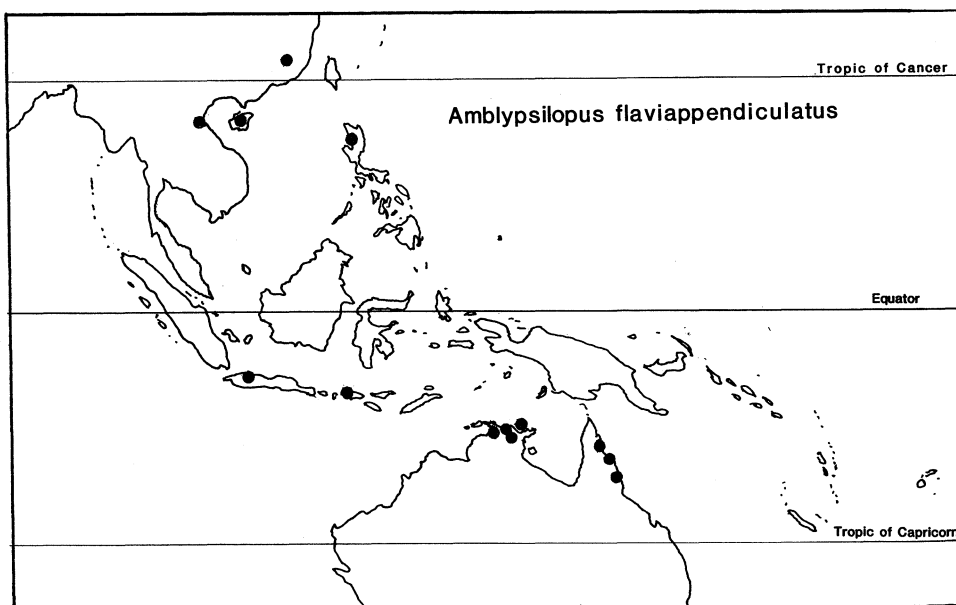 Tropic of Cancer
Amblypsilopus flaviappendiculatus
Equator
Tropic of Capricorn